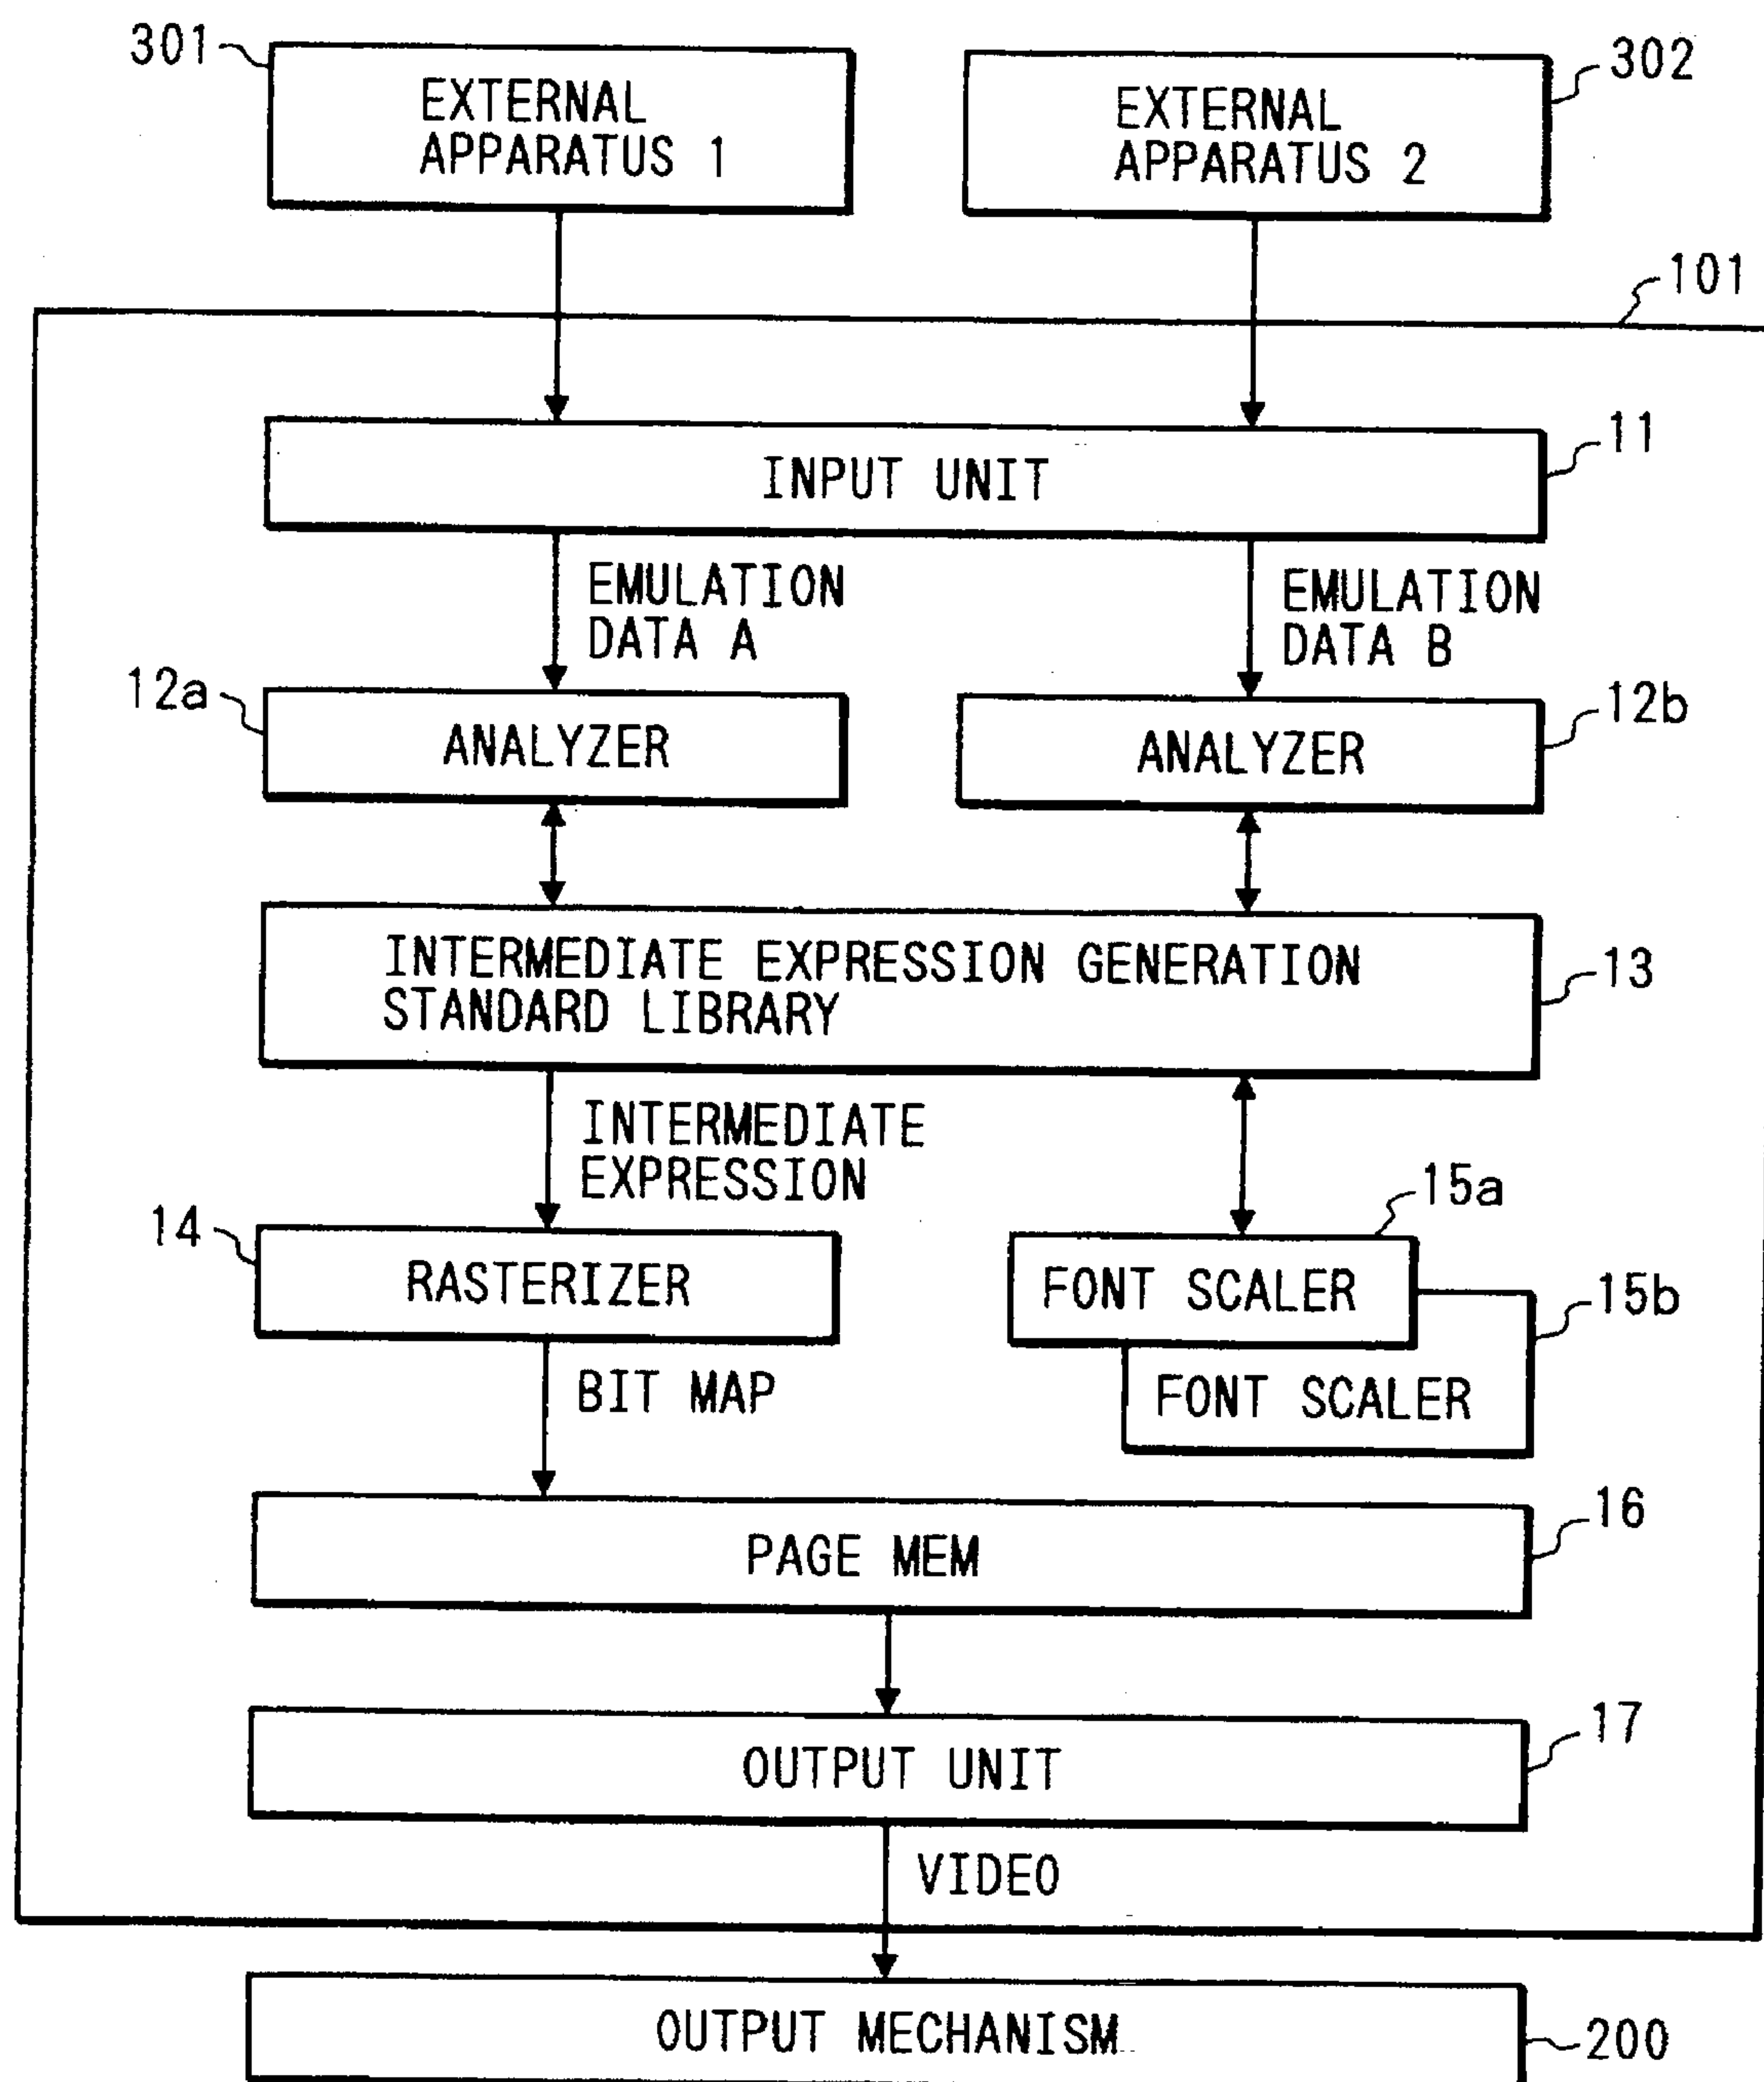 301
EXTERNAL
APPARATUS 1
EXTERNAL
APPARATUS 2
302
101
INPUT UNIT
11
EMULATION
DATA A
EMULATION
DATA B
12a
ANALYZER
ANALYZER
12b
INTERMEDIATE EXPRESSION GENERATION
STANDARD LIBRARY
13
INTERMEDIATE
EXPRESSION
14
RASTERIZER
15a
FONT SCALER
15b
FONT SCALER
BIT MAP
PAGE MEM
16
OUTPUT UNIT
17
VIDEO
OUTPUT MECHANISM
200